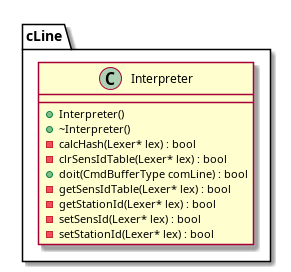 cLine
C Interpreter
Interpreter()
~Interpreter()
calcHash(Lexer* lex) : bool
clrSensIdTable(Lexer* lex) : bool
doit(CmdBufferType comLine) : bool
getSensIdTable(Lexer* lex) : bool
getStationId(Lexer* lex) : bool
setSensId(Lexer* lex) : bool
setStationId(Lexer* lex) : bool